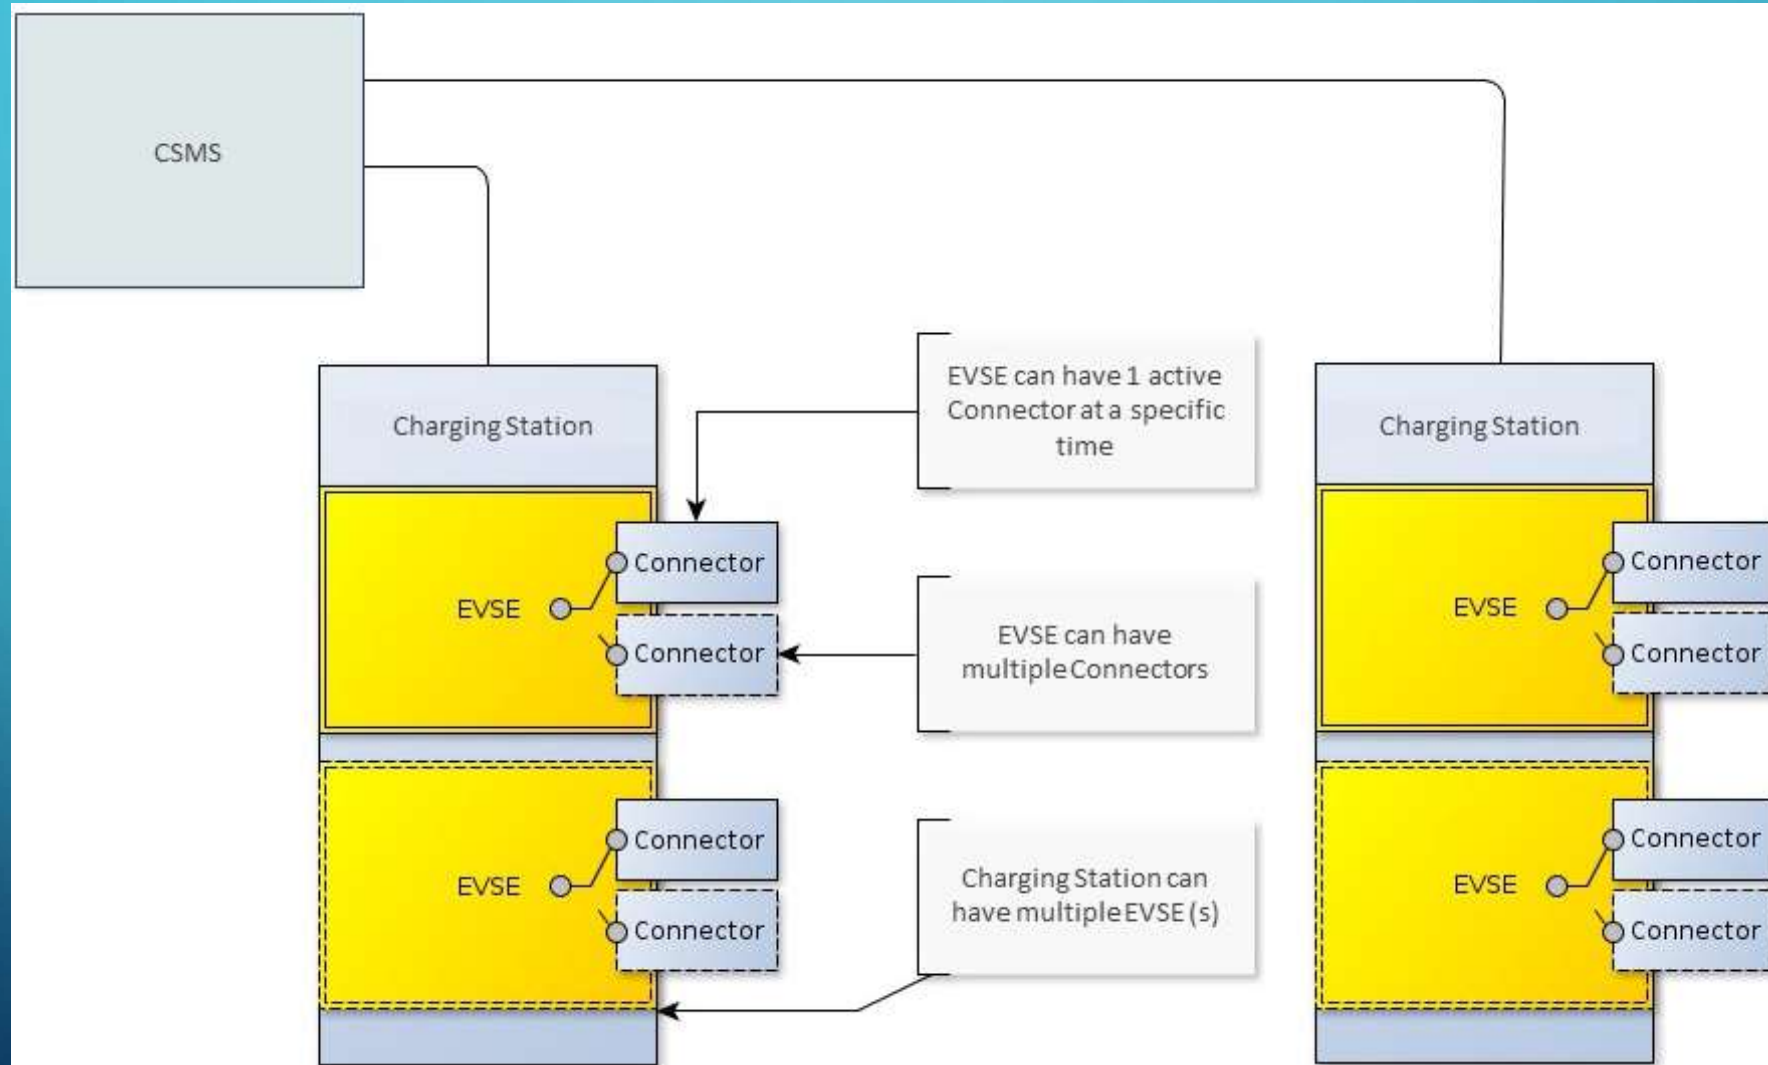 CSMS
Charging Station
EVSE
Connector
Connector
EVSE
Connector
Connector
EVSE can have 1 active
Connector at a specific
time
EVSE can have
multiple Connectors
Charging Station can
have multiple EVSE (s)
Charging Station
EVSE
Connector
Connector
EVSE
Connector
Connector